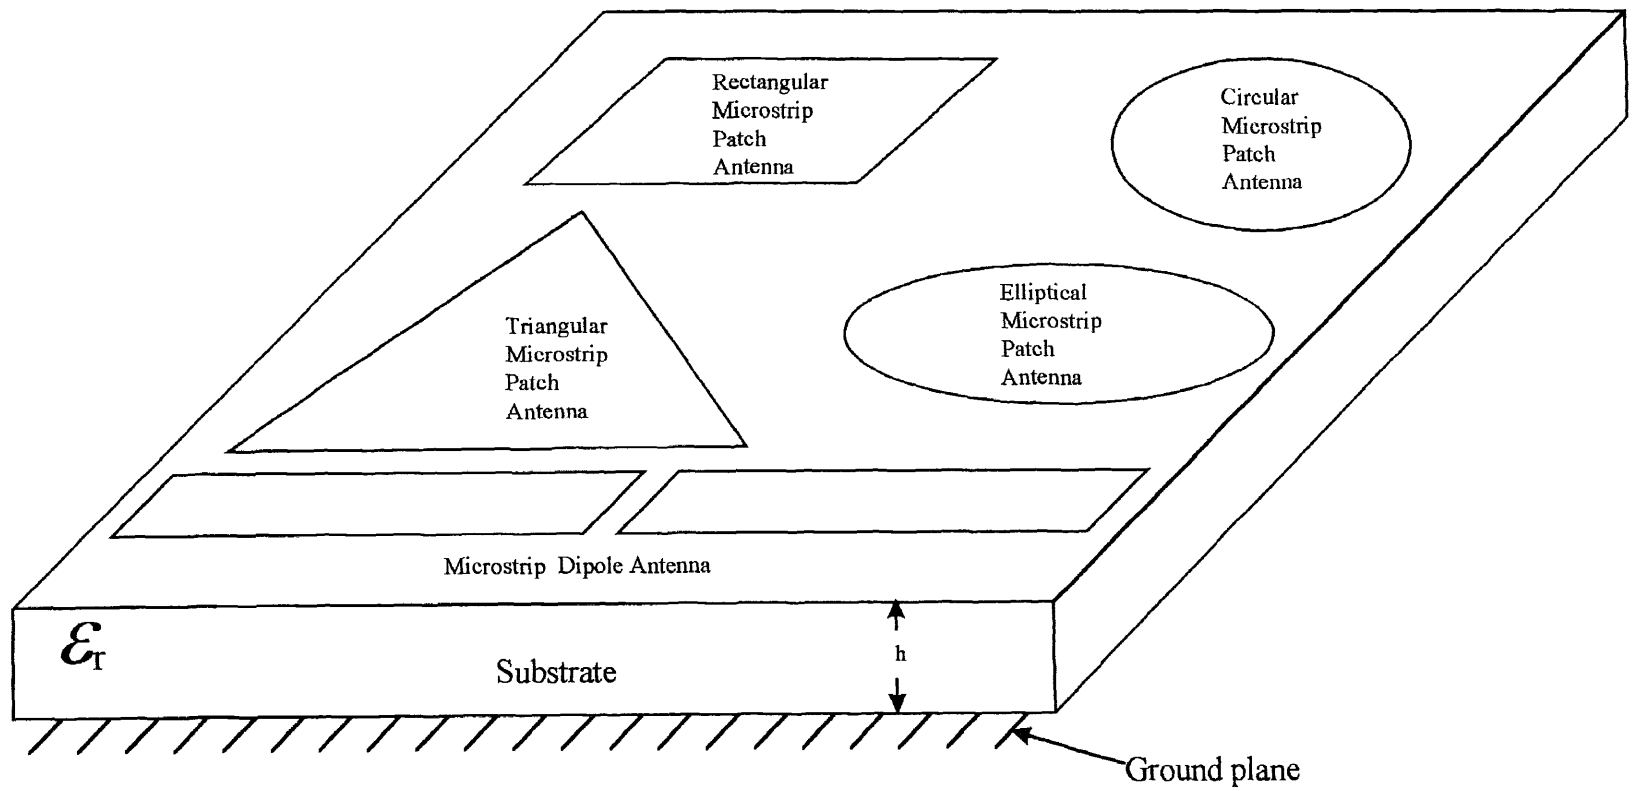 Rectangular
Microstrip
Patch
Antenna
Circular
Microstrip
Patch
Antenna
Triangular
Microstrip
Patch
Antenna
Elliptical
Microstrip
Patch
Antenna
Microstrip Dipole Antenna
εr
Substrate
h
Ground plane